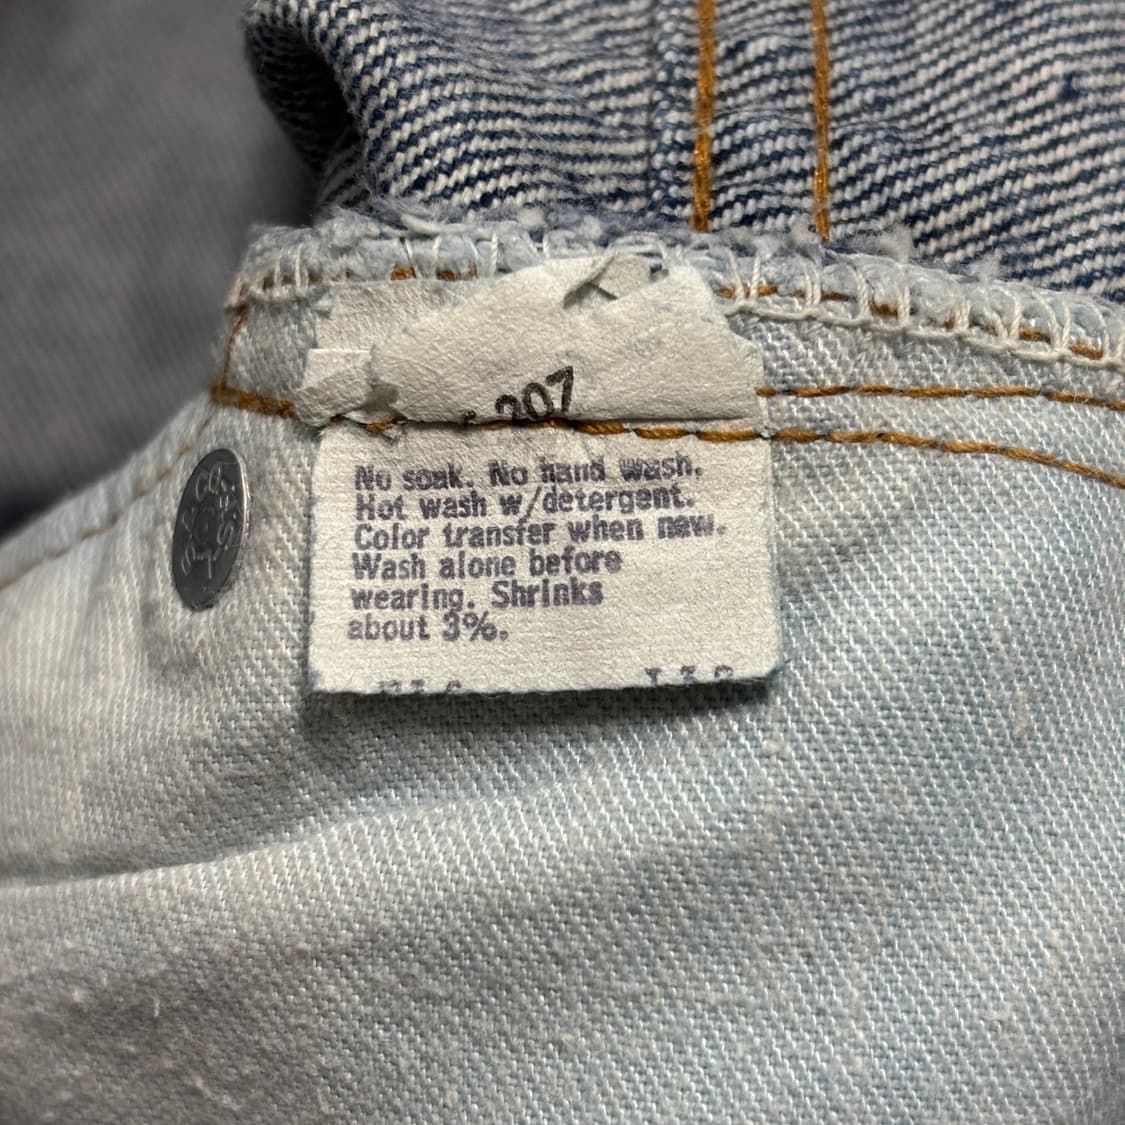 207
No soak. No hand wash.
Hot wash w/detergent.
Color transfer when new.
Wash alone before
wearing. Shrinks
about 3%.